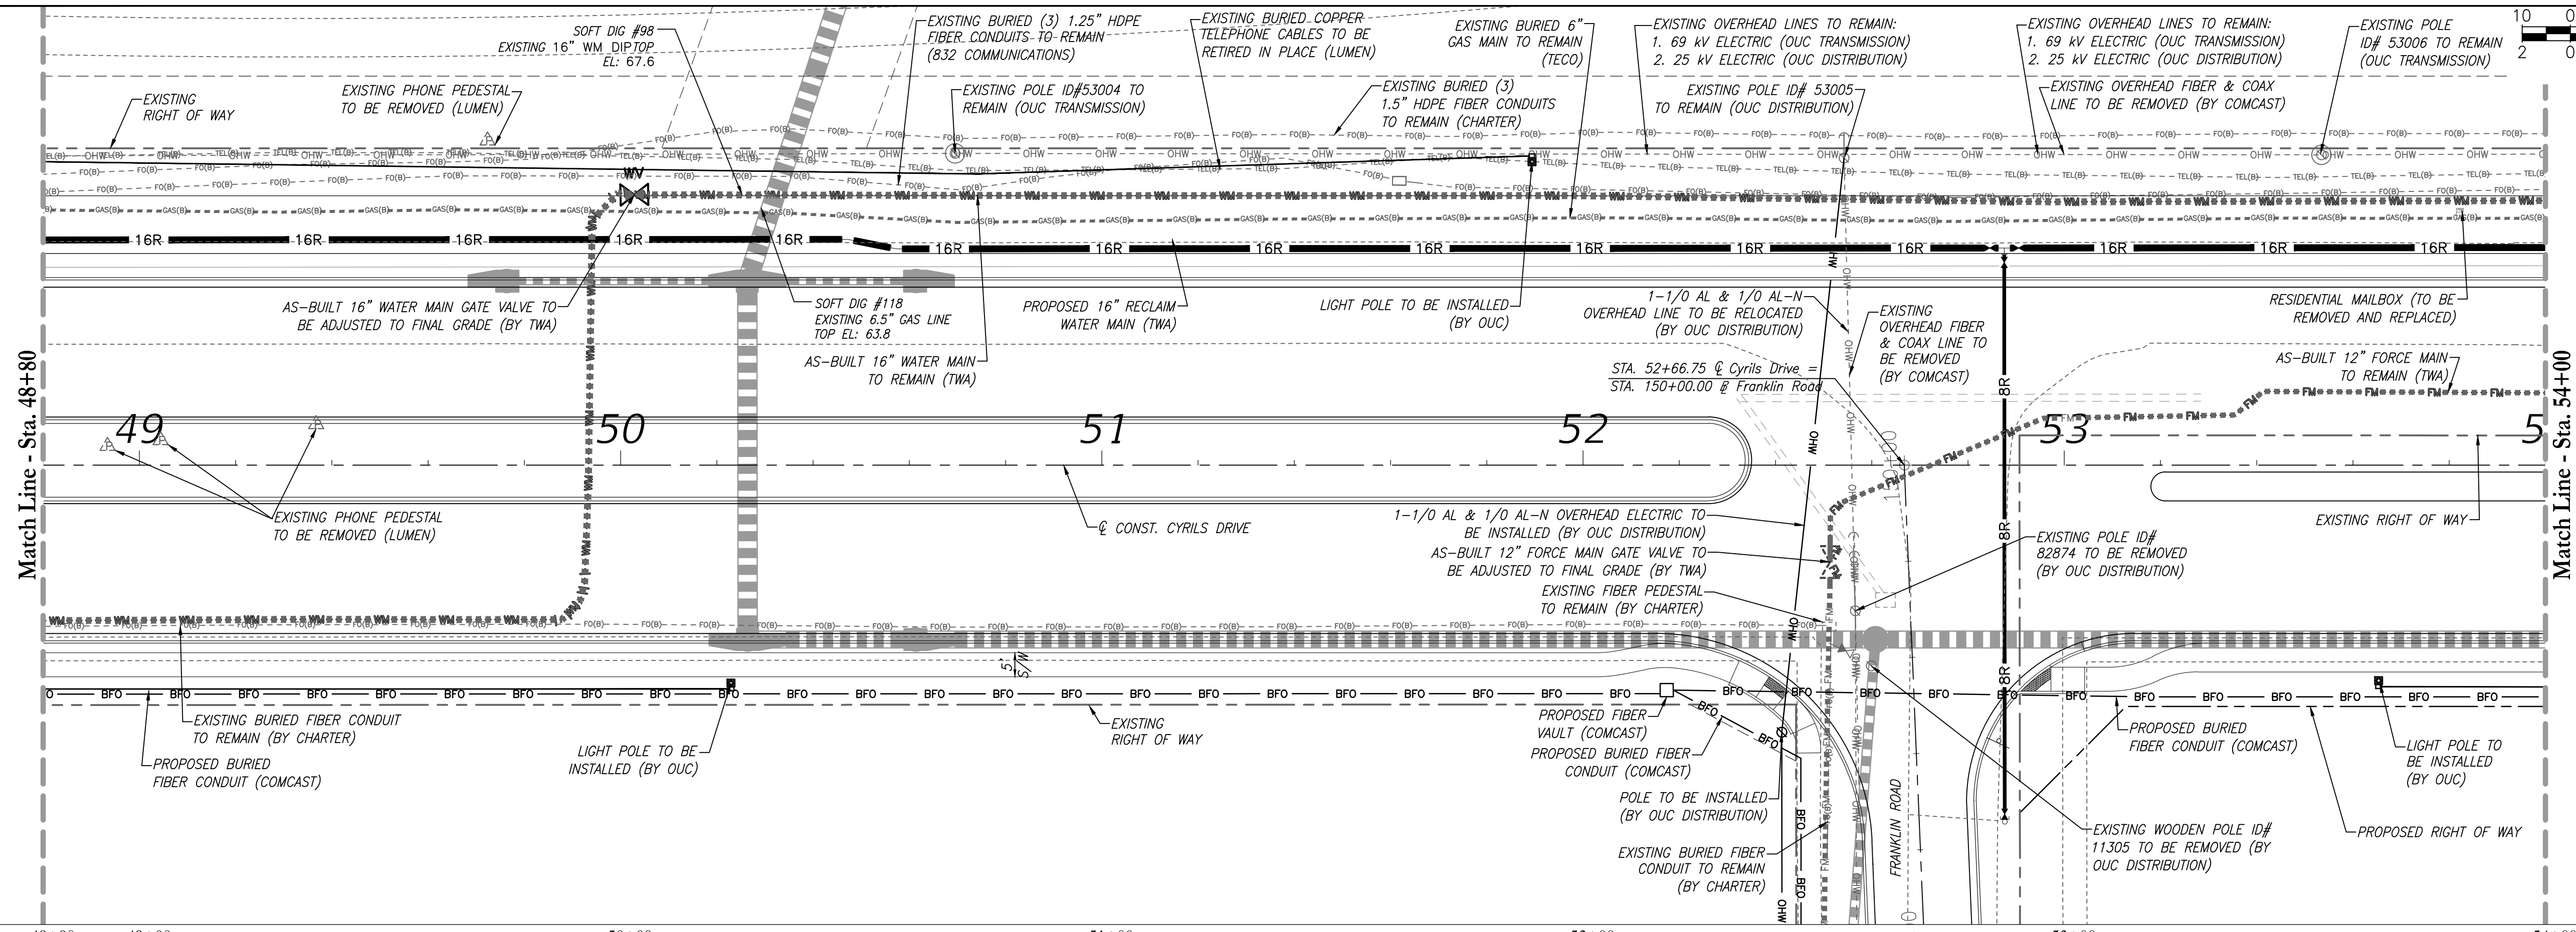 SOFT DIG #98
EXISTING 16" WM DIPTOP
EL: 67.6
EXISTING BURIED (3) 1.25" HDPE
FIBER CONDUITS TO REMAIN
(832 COMMUNICATIONS)
EXISTING BURIED COPPER
TELEPHONE CABLES TO BE
RETIRED IN PLACE (LUMEN)
EXISTING BURIED 6"
GAS MAIN TO REMAIN
(TECO)
EXISTING OVERHEAD LINES TO REMAIN:
1. 69 kV ELECTRIC (OUC TRANSMISSION)
2. 25 kV ELECTRIC (OUC DISTRIBUTION)
EXISTING OVERHEAD LINES TO REMAIN:
1. 69 kV ELECTRIC (OUC TRANSMISSION)
2. 25 kV ELECTRIC (OUC DISTRIBUTION)
EXISTING POLE
ID# 53006 TO REMAIN
(OUC TRANSMISSION)
10 0
2 0
EXISTING
RIGHT OF WAY
EXISTING PHONE PEDESTAL
TO BE REMOVED (LUMEN)
EXISTING POLE ID#53004 TO
REMAIN (OUC TRANSMISSION)
EXISTING BURIED (3)
1.5" HDPE FIBER CONDUITS
TO REMAIN (CHARTER)
EXISTING POLE ID# 53005
TO REMAIN (OUC DISTRIBUTION)
EXISTING OVERHEAD FIBER & COAX
LINE TO BE REMOVED (BY COMCAST)
WV
16R 16R 16R 16R 16R 16R 16R 16R 16R 16R 16R 16R 16R 16R 16R
AS-BUILT 16" WATER MAIN GATE VALVE TO
BE ADJUSTED TO FINAL GRADE (BY TWA)
SOFT DIG #118
EXISTING 6.5" GAS LINE
TOP EL: 63.8
AS-BUILT 16" WATER MAIN
TO REMAIN (TWA)
PROPOSED 16" RECLAIM
WATER MAIN (TWA)
LIGHT POLE TO BE INSTALLED
(BY OUC)
1-1/0 AL & 1/0 AL-N
OVERHEAD LINE TO BE RELOCATED
(BY OUC DISTRIBUTION)
EXISTING
OVERHEAD FIBER
& COAX LINE TO
BE REMOVED
(BY COMCAST)
RESIDENTIAL MAILBOX (TO BE
REMOVED AND REPLACED)
STA. 52+66.75 ℄ Cyrils Drive =
STA. 150+00.00 Franklin Road
AS-BUILT 12" FORCE MAIN
TO REMAIN (TWA)
Match Line - Sta. 48+80
49 50 51 52 53 5
150+00
8R
8R
8R
Match Line - Sta. 54+00
EXISTING PHONE PEDESTAL
TO BE REMOVED (LUMEN)
℄ CONST. CYRILS DRIVE
1-1/0 AL & 1/0 AL-N OVERHEAD ELECTRIC TO
BE INSTALLED (BY OUC DISTRIBUTION)
AS-BUILT 12" FORCE MAIN GATE VALVE TO
BE ADJUSTED TO FINAL GRADE (BY TWA)
EXISTING FIBER PEDESTAL
TO REMAIN (BY CHARTER)
EXISTING RIGHT OF WAY
EXISTING POLE ID#
82874 TO BE REMOVED
(BY OUC DISTRIBUTION)
5'
S/W
EXISTING BURIED FIBER CONDUIT
TO REMAIN (BY CHARTER)
PROPOSED BURIED
FIBER CONDUIT (COMCAST)
LIGHT POLE TO BE
INSTALLED (BY OUC)
EXISTING
RIGHT OF WAY
PROPOSED FIBER
VAULT (COMCAST)
PROPOSED BURIED FIBER
CONDUIT (COMCAST)
POLE TO BE INSTALLED
(BY OUC DISTRIBUTION)
EXISTING BURIED FIBER
CONDUIT TO REMAIN
(BY CHARTER)
FRANKLIN ROAD
PROPOSED BURIED
FIBER CONDUIT (COMCAST)
LIGHT POLE TO
BE INSTALLED
(BY OUC)
EXISTING WOODEN POLE ID#
11305 TO BE REMOVED (BY
OUC DISTRIBUTION)
PROPOSED RIGHT OF WAY